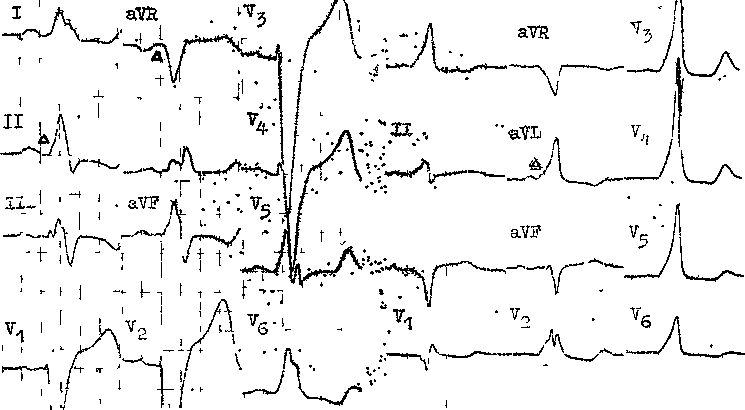 I aVR V3 aVR V3
II V4 II aVL V4
II aVF V5 aVF V5
V1 V2 V6 V1 V2 V6